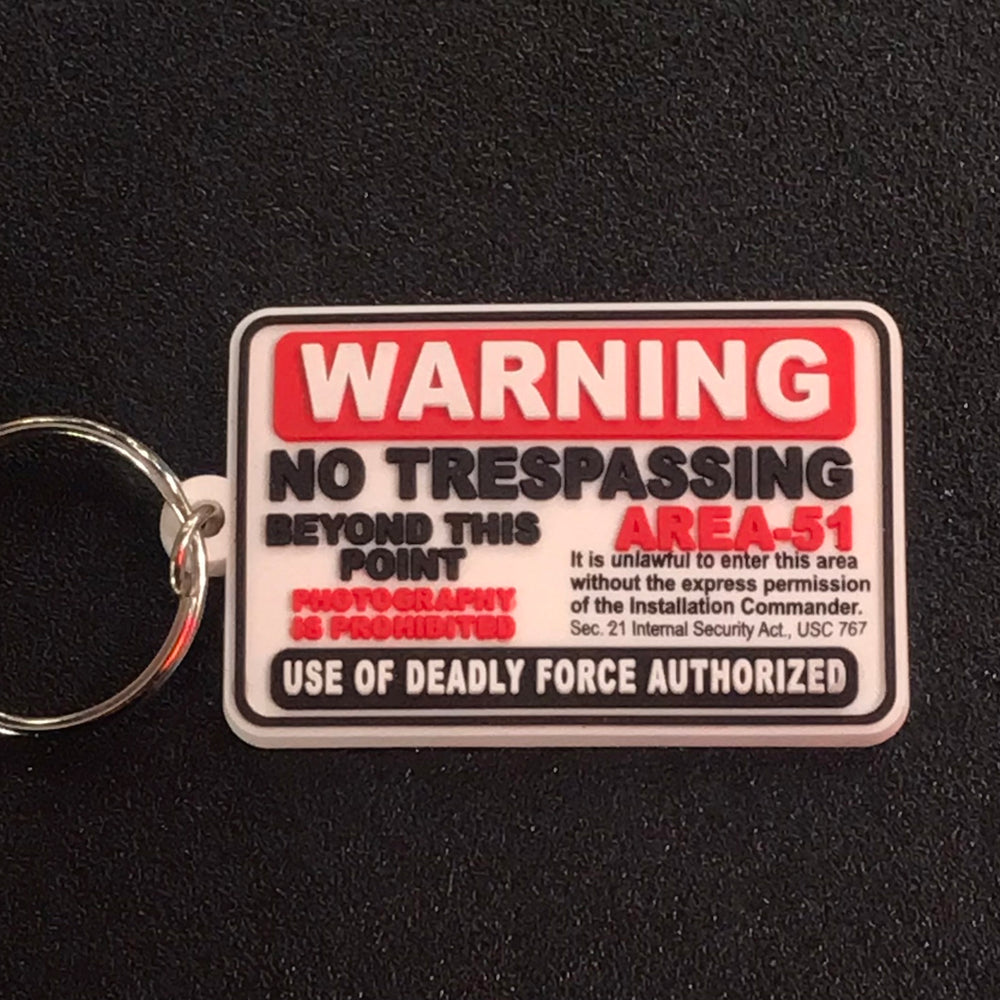 WARNING
NO TRESPASSING
BEYOND THIS
POINT
PHOTOGRAPHY
IS PROHIBITED
AREA-51
It is unlawful to enter this area
without the express permission
of the Installation Commander.
Sec. 21 Internal Security Act., USC 767
USE OF DEADLY FORCE AUTHORIZED